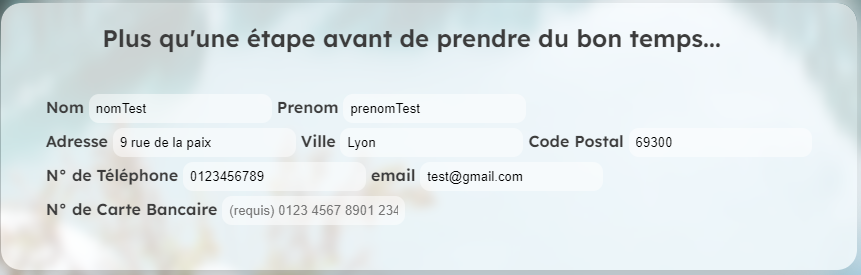 Plus qu'une étape avant de prendre du bon temps...
Nom nomTest Prenom prenomTest
Adresse 9 rue de la paix Ville Lyon Code Postal 69300
N° de Téléphone 0123456789 email test@gmail.com
N° de Carte Bancaire (requis) 0123 4567 8901 234